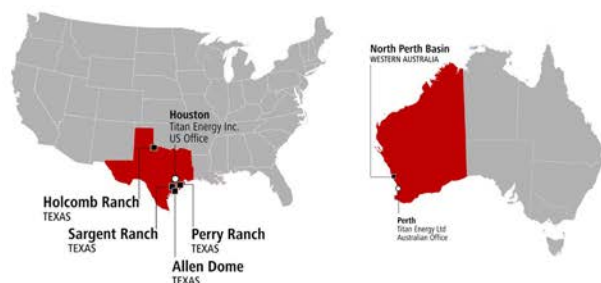 Houston
Titan Energy Inc.
US Office
Holcomb Ranch
TEXAS
Sargent Ranch
TEXAS
Perry Ranch
TEXAS
Allen Dome
TEXAS
North Perth Basin
WESTERN AUSTRALIA
Perth
Titan Energy Ltd
Australian Office